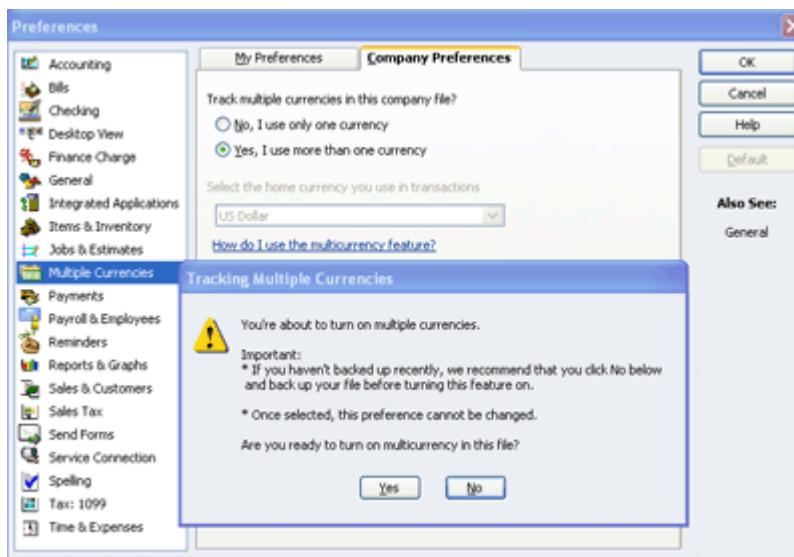 Preferences
Accounting
Bills
Checking
Desktop View
Finance Charge
General
Integrated Applications
Items & Inventory
Jobs & Estimates
Multiple Currencies
Payments
Payroll & Employees
Reminders
Reports & Graphs
Sales & Customers
Sales Tax
Send Forms
Service Connection
Spelling
Tax: 1099
Time & Expenses
My Preferences
Company Preferences
Track multiple currencies in this company file?
No, I use only one currency
Yes, I use more than one currency
Select the home currency you use in transactions
US Dollar
How do I use the multicurrency feature?
OK
Cancel
Help
Default
Also See:
General
Tracking Multiple Currencies
You're about to turn on multiple currencies.
Important:
* If you haven't backed up recently, we recommend that you click No below
and back up your file before turning this feature on.
* Once selected, this preference cannot be changed.
Are you ready to turn on multicurrency in this file?
Yes
No